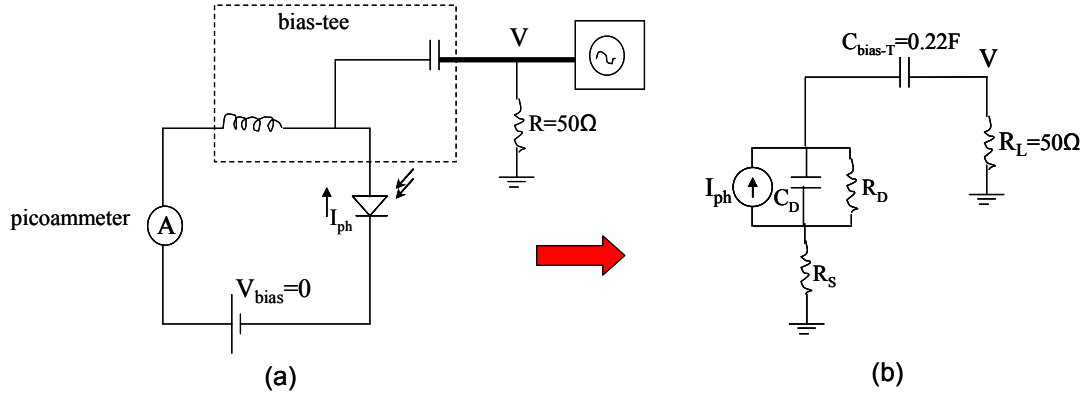 bias-tee
V
R=50Ω
picoammeter
A
I_ph
V_bias=0
(a)
C_bias-T=0.22F
V
R_L=50Ω
I_ph
C_D
R_D
R_S
(b)